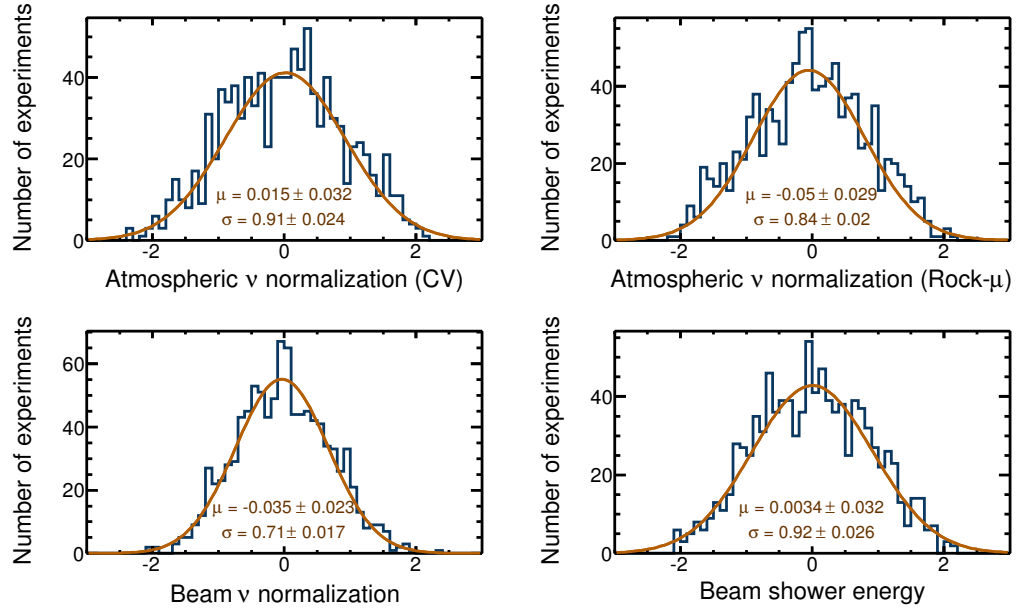 Number of experiments
40
20
0
μ = 0.015 ± 0.032
σ = 0.91 ± 0.024
-2
0
2
Atmospheric ν normalization (CV)
Number of experiments
40
20
0
μ = -0.05 ± 0.029
σ = 0.84 ± 0.02
-2
0
2
Atmospheric ν normalization (Rock-μ)
Number of experiments
60
40
20
0
μ = -0.035 ± 0.023
σ = 0.71 ± 0.017
-2
0
2
Beam ν normalization
Number of experiments
40
20
0
μ = 0.0034 ± 0.032
σ = 0.92 ± 0.026
-2
0
2
Beam shower energy